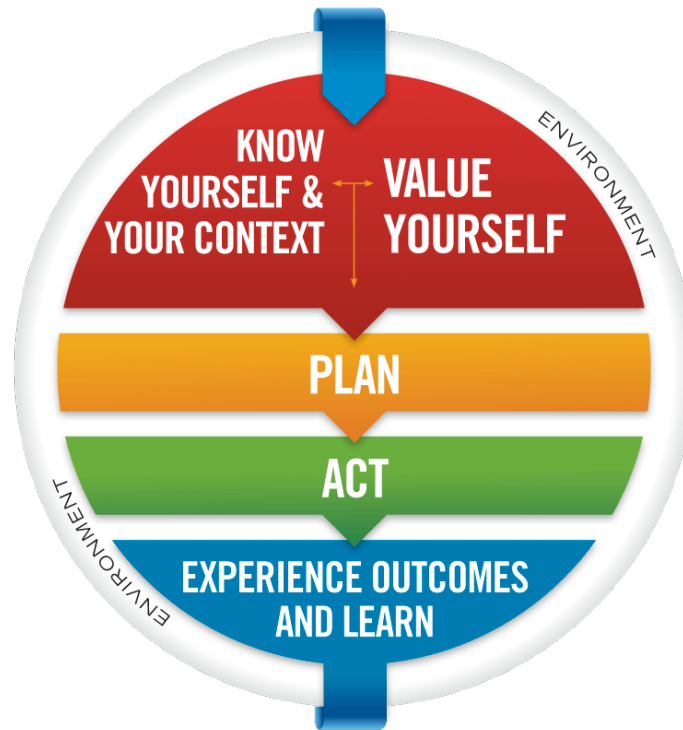 KNOW
YOURSELF &
YOUR CONTEXT
VALUE
YOURSELF
ENVIRONMENT
PLAN
ACT
ENVIRONMENT
EXPERIENCE OUTCOMES
AND LEARN